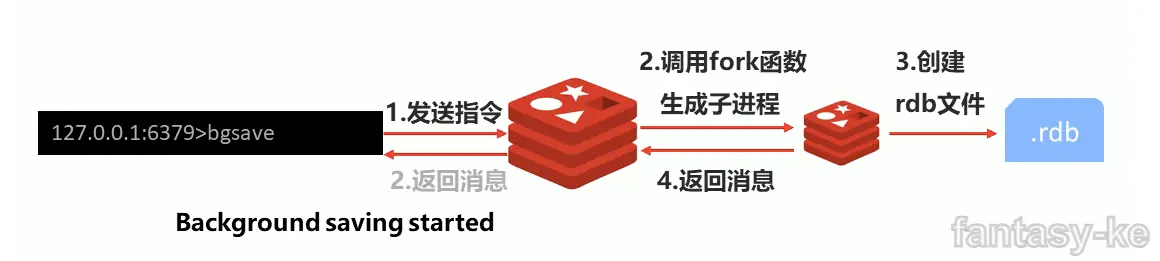 127.0.0.1:6379>bgsave
1.发送指令
2.返回消息
Background saving started
2.调用fork函数
生成子进程
4.返回消息
3.创建
rdb文件
.rdb
fantasy-ke